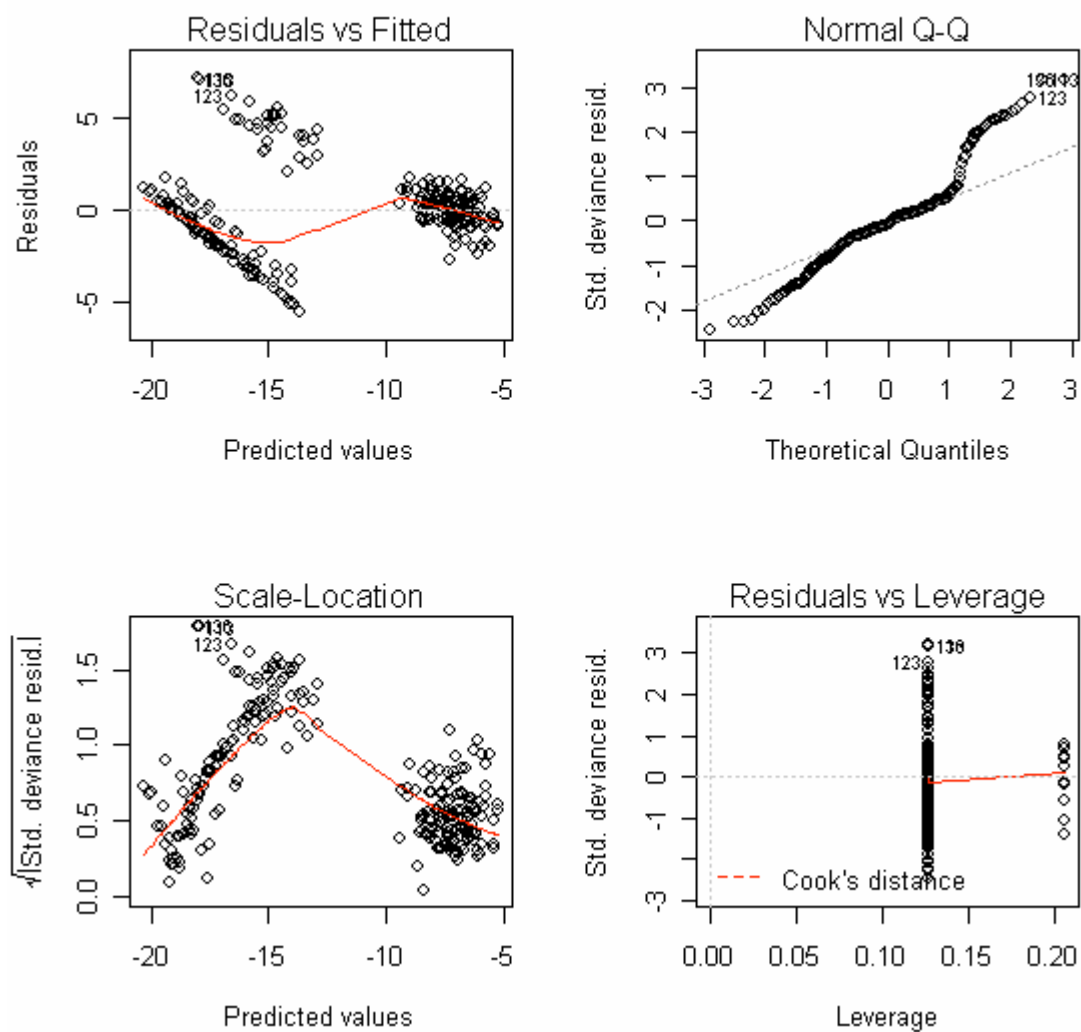 Residuals vs Fitted
Residuals
5
0
-5
123
-20 -15 -10 -5
Predicted values
Normal Q-Q
Std. deviance resid.
3
2
1
0
-1
-2
123
-3 -2 -1 0 1 2 3
Theoretical Quantiles
Scale-Location
√|Std. deviance resid.|
1.5
1.0
0.5
0.0
123
-20 -15 -10 -5
Predicted values
Residuals vs Leverage
Std. deviance resid.
3
2
1
0
-1
-3
123
Cook's distance
0.00 0.05 0.10 0.15 0.20
Leverage